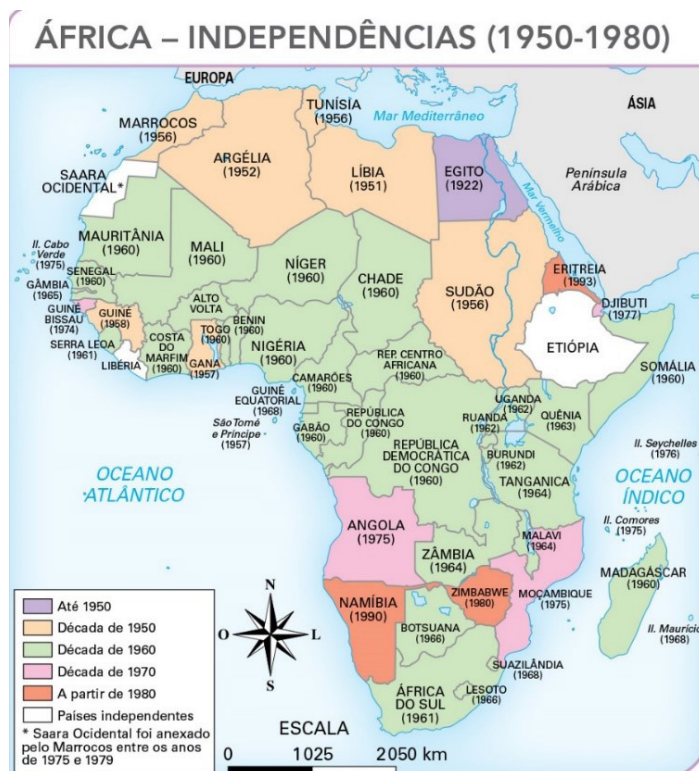 ÁFRICA – INDEPENDÊNCIAS (1950-1980)
EUROPA
ÁSIA
Mar Mediterrâneo
TUNÍSIA
(1956)
MARROCOS
(1956)
ARGÉLIA
(1952)
LÍBIA
(1951)
EGITO
(1922)
Península
Arábica
Mar Vermelho
SAARA
OCIDENTAL*
MAURITÂNIA
(1960)
MALI
(1960)
NÍGER
(1960)
CHADE
(1960)
SUDÃO
(1956)
ERITREIA
(1993)
DJIBUTI
(1977)
Il. Cabo
Verde
(1975)
SENEGAL
(1960)
GÂMBIA
(1965)
GUINÉ
BISSAU
(1974)
GUINÉ
(1958)
SERRA LEOA
(1961)
LIBÉRIA
COSTA
DO
MARFIM
(1960)
ALTO
VOLTA
GANA
(1957)
TOGO
(1960)
BENIN
(1960)
NIGÉRIA
(1960)
CAMARÕES
(1960)
REP. CENTRO
AFRICANA
(1960)
ETIÓPIA
SOMÁLIA
(1960)
GUINÉ
EQUATORIAL
(1968)
São Tomé
e Príncipe
(1957)
GABÃO
(1960)
REPÚBLICA
DO CONGO
(1960)
REPÚBLICA
DEMOCRÁTICA
DO CONGO
(1960)
UGANDA
(1962)
RUANDA
(1962)
BURUNDI
(1962)
QUÊNIA
(1963)
TANGANICA
(1964)
Il. Seychelles
(1976)
OCEANO
ATLÂNTICO
OCEANO
ÍNDICO
Il. Comores
(1975)
ANGOLA
(1975)
ZÂMBIA
(1964)
MALAVI
(1964)
MOÇAMBIQUE
(1975)
MADAGÁSCAR
(1960)
Il. Maurício
(1968)
NAMÍBIA
(1990)
ZIMBABWE
(1980)
BOTSUANA
(1966)
SUAZILÂNDIA
(1968)
LESOTO
(1966)
ÁFRICA
DO SUL
(1961)
N
O
L
S
Até 1950
Década de 1950
Década de 1960
Década de 1970
A partir de 1980
Países independentes
* Saara Ocidental foi anexado
pelo Marrocos entre os anos
de 1975 e 1979
ESCALA
0 1025 2050 km